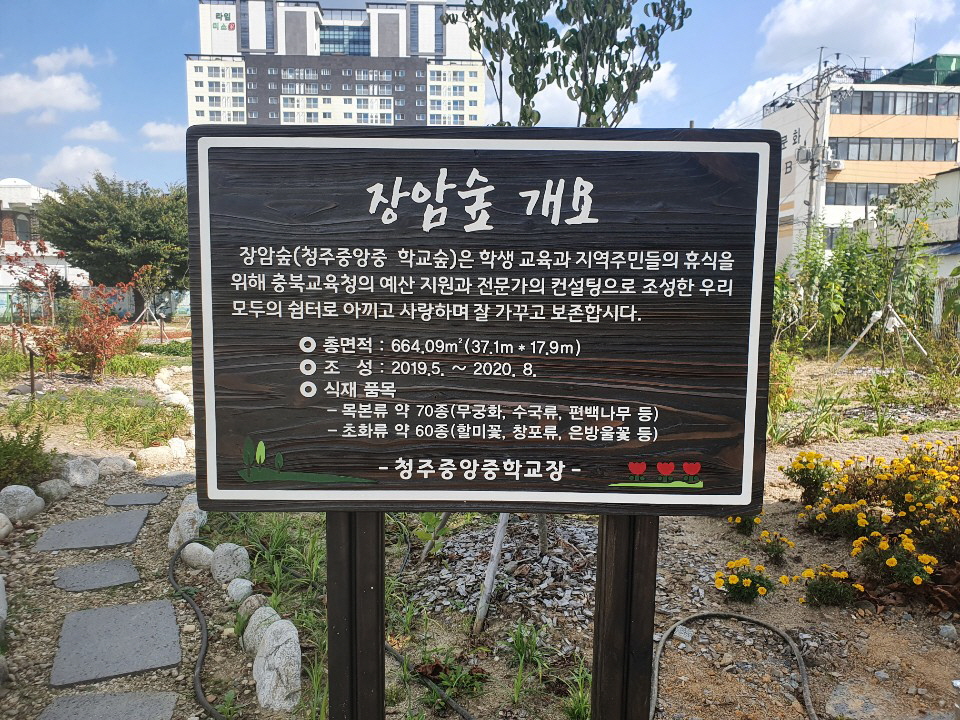 타일
장암숲 개요
장암숲(청주중앙중 학교숲)은 학생 교육과 지역주민들의 휴식을
위해 충북교육청의 예산 지원과 전문가의 컨설팅으로 조성한 우리
모두의 쉼터로 아끼고 사랑하며 잘 가꾸고 보존합시다.
총면적 : 664.09㎡(37.1m * 17.9m)
조 성 : 2019.5. ~ 2020. 8.
식재 품목
- 목본류 약 70종(무궁화, 수국류, 편백나무 등)
- 초화류 약 60종(할미꽃, 창포류, 은방울꽃 등)
- 청주중앙중학교장 -
화
B